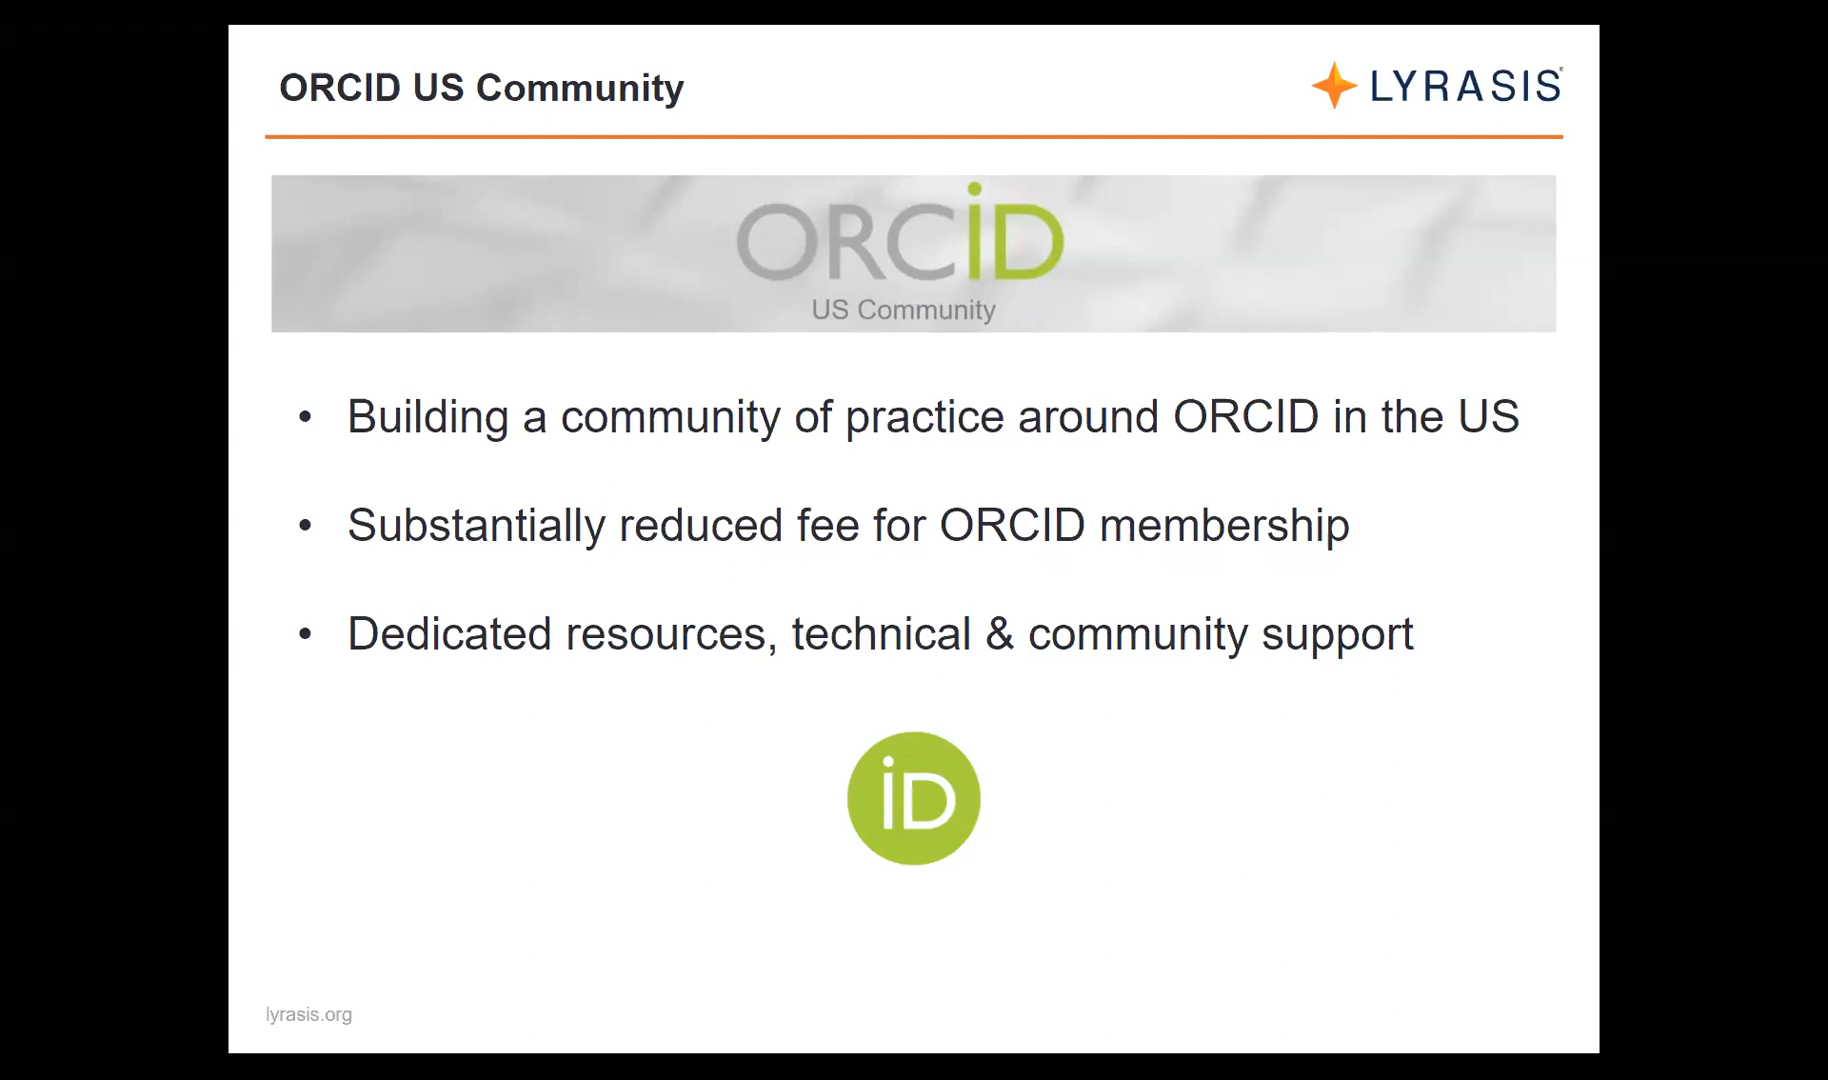 ORCID US Community
LYRASIS
ORCiD
US Community
• Building a community of practice around ORCID in the US
• Substantially reduced fee for ORCID membership
• Dedicated resources, technical & community support
iD
lyrasis.org